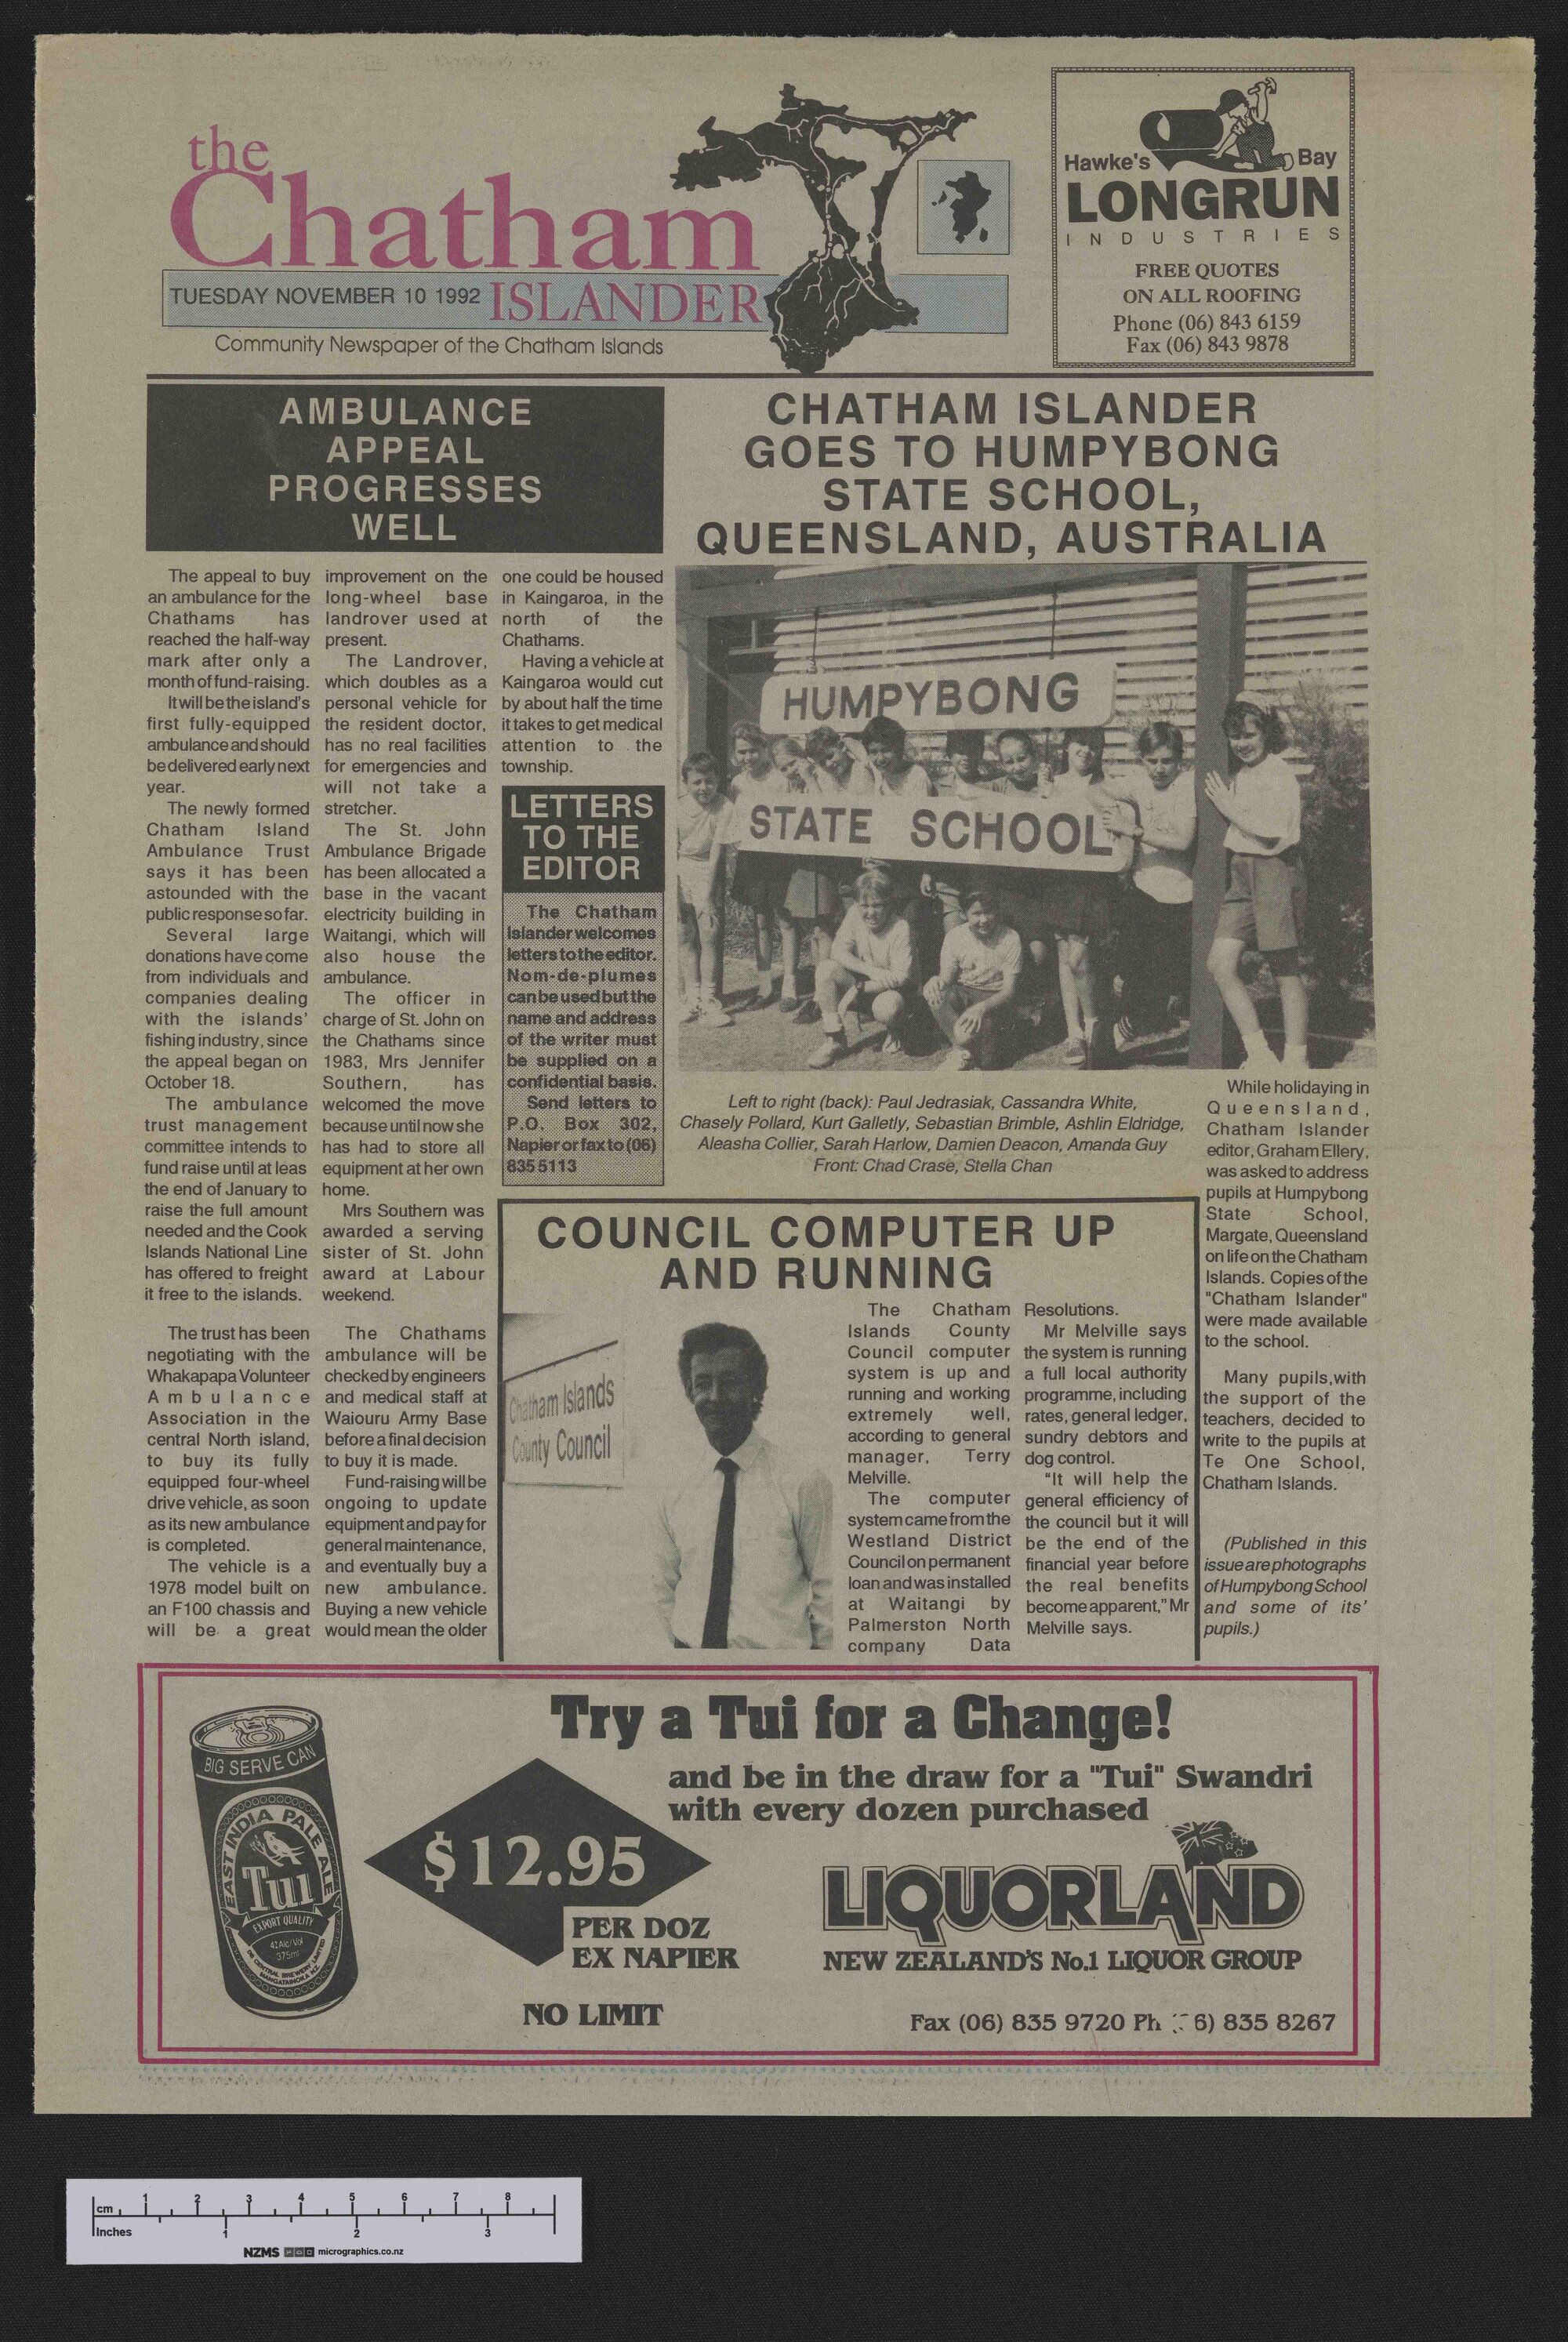 the
Chatham
TUESDAY NOVEMBER 10 1992 ISLANDER
Community Newspaper of the Chatham Islands
Hawke's Bay
LONGRUN
INDUSTRIES
FREE QUOTES
ON ALL ROOFING
Phone (06) 843 6159
Fax (06) 843 9878
AMBULANCE
APPEAL
PROGRESSES
WELL
The appeal to buy
an ambulance for the
Chathams has
reached the half-way
mark after only a
month of fund-raising.
It will be the island's
first fully-equipped
ambulance and should
be delivered early next
year.
The newly formed
Chatham Island
Ambulance Trust
says it has been
astounded with the
public response so far.
Several large
donations have come
from individuals and
companies dealing
with the islands'
fishing industry, since
the appeal began on
October 18.
The ambulance
trust management
committee intends to
fund raise until at leas
the end of January to
raise the full amount
needed and the Cook
Islands National Line
has offered to freight
it free to the islands.
The trust has been
negotiating with the
Whakapapa Volunteer
Ambulance
Association in the
central North island,
to buy its fully
equipped four-wheel
drive vehicle, as soon
as its new ambulance
is completed.
The vehicle is a
1978 model built on
an F100 chassis and
will be a great
improvement on the
long-wheel base
landrover used at
present.
The Landrover,
which doubles as a
personal vehicle for
the resident doctor,
has no real facilities
for emergencies and
will not take a
stretcher.
The St. John
Ambulance Brigade
has been allocated a
base in the vacant
electricity building in
Waitangi, which will
also house the
ambulance.
The officer in
charge of St. John on
the Chathams since
1983, Mrs Jennifer
Southern, has
welcomed the move
because until now she
has had to store all
equipment at her own
home.
Mrs Southern was
awarded a serving
sister of St. John
award at Labour
weekend.
The Chathams
ambulance will be
checked by engineers
and medical staff at
Waiouru Army Base
before a final decision
to buy it is made.
Fund-raising will be
ongoing to update
equipment and pay for
general maintenance,
and eventually buy a
new ambulance.
Buying a new vehicle
would mean the older
one could be housed
in Kaingaroa, in the
north of the
Chathams.
Having a vehicle at
Kaingaroa would cut
by about half the time
it takes to get medical
attention to the
township.
LETTERS
TO THE
EDITOR
The Chatham
Islander welcomes
letters to the editor.
Nom-de-plumes
can be used but the
name and address
of the writer must
be supplied on a
confidential basis.
Send letters to
P.O. Box 302,
Napier or fax to (06)
835 5113
CHATHAM ISLANDER
GOES TO HUMPYBONG
STATE SCHOOL,
QUEENSLAND, AUSTRALIA
HUMPYBONG
STATE SCHOOL
Left to right (back): Paul Jedrasiak, Cassandra White,
Chasely Pollard, Kurt Galletly, Sebastian Brimble, Ashlin Eldridge,
Aleasha Collier, Sarah Harlow, Damien Deacon, Amanda Guy
Front: Chad Crase, Stella Chan
While holidaying in
Queensland,
Chatham Islander
editor, Graham Ellery,
was asked to address
pupils at Humpybong
State School,
Margate, Queensland
on life on the Chatham
Islands. Copies of the
"Chatham Islander"
were made available
to the school.
Many pupils,with
the support of the
teachers, decided to
write to the pupils at
Te One School,
Chatham Islands.
(Published in this
issue are photographs
of Humpybong School
and some of its'
pupils.)
COUNCIL COMPUTER UP
AND RUNNING
Chatham Islands
County Council
The Chatham
Islands County
Council computer
system is up and
running and working
extremely well,
according to general
manager, Terry
Melville.
The computer
system came from the
Westland District
Council on permanent
loan and was installed
at Waitangi by
Palmerston North
company Data
Resolutions.
Mr Melville says
the system is running
a full local authority
programme, including
rates, general ledger,
sundry debtors and
dog control.
"It will help the
general efficiency of
the council but it will
be the end of the
financial year before
the real benefits
become apparent," Mr
Melville says.
Try a Tui for a Change!
and be in the draw for a "Tui" Swandri
with every dozen purchased
BIG SERVE CAN
EAST INDIA PALE ALE
Tui
EXPORT QUALITY
4%Alc/Vol
375ml
$12.95
PER DOZ
EX NAPIER
NO LIMIT
LIQUORLAND
NEW ZEALAND'S No.1 LIQUOR GROUP
Fax (06) 835 9720 Ph 6) 835 8267
cm 1 2 3 4 5 6 7 8
Inches 1 2 3
NZMS micrographics.co.nz